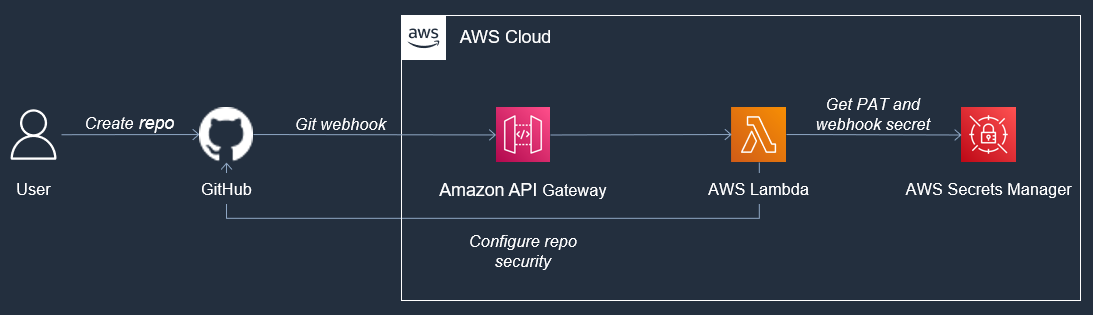 aws
AWS Cloud
Create repo
Git webhook
Get PAT and
webhook secret
User
GitHub
Amazon API Gateway
AWS Lambda
AWS Secrets Manager
Configure repo
security